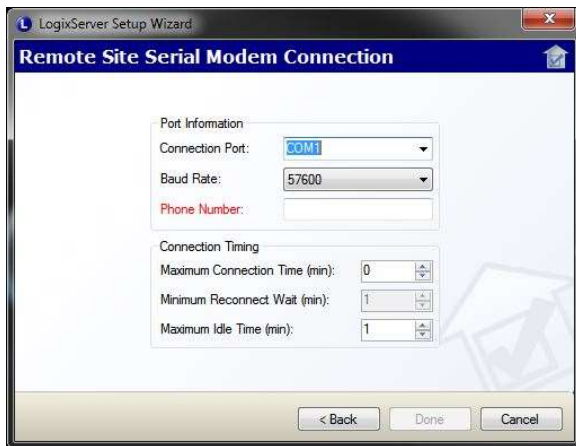 LogixServer Setup Wizard
Remote Site Serial Modem Connection
Port Information
Connection Port: COM1
Baud Rate: 57600
Phone Number:
Connection Timing
Maximum Connection Time (min): 0
Minimum Reconnect Wait (min): 1
Maximum Idle Time (min): 1
< Back Done Cancel